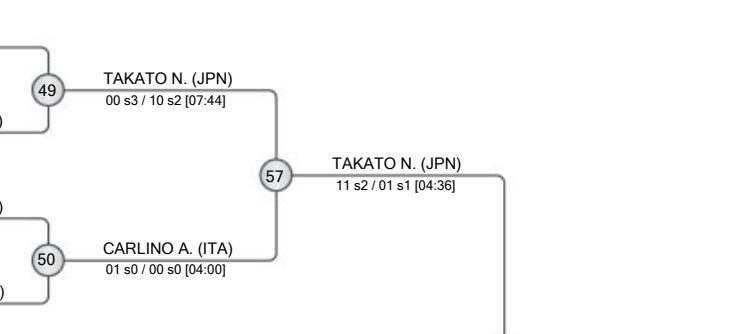 TAKATO N. (JPN)
49
00 s3 / 10 s2 [07:44]
)
TAKATO N. (JPN)
57
11 s2 / 01 s1 [04:36]
)
CARLINO A. (ITA)
50
01 s0 / 00 s0 [04:00]
)